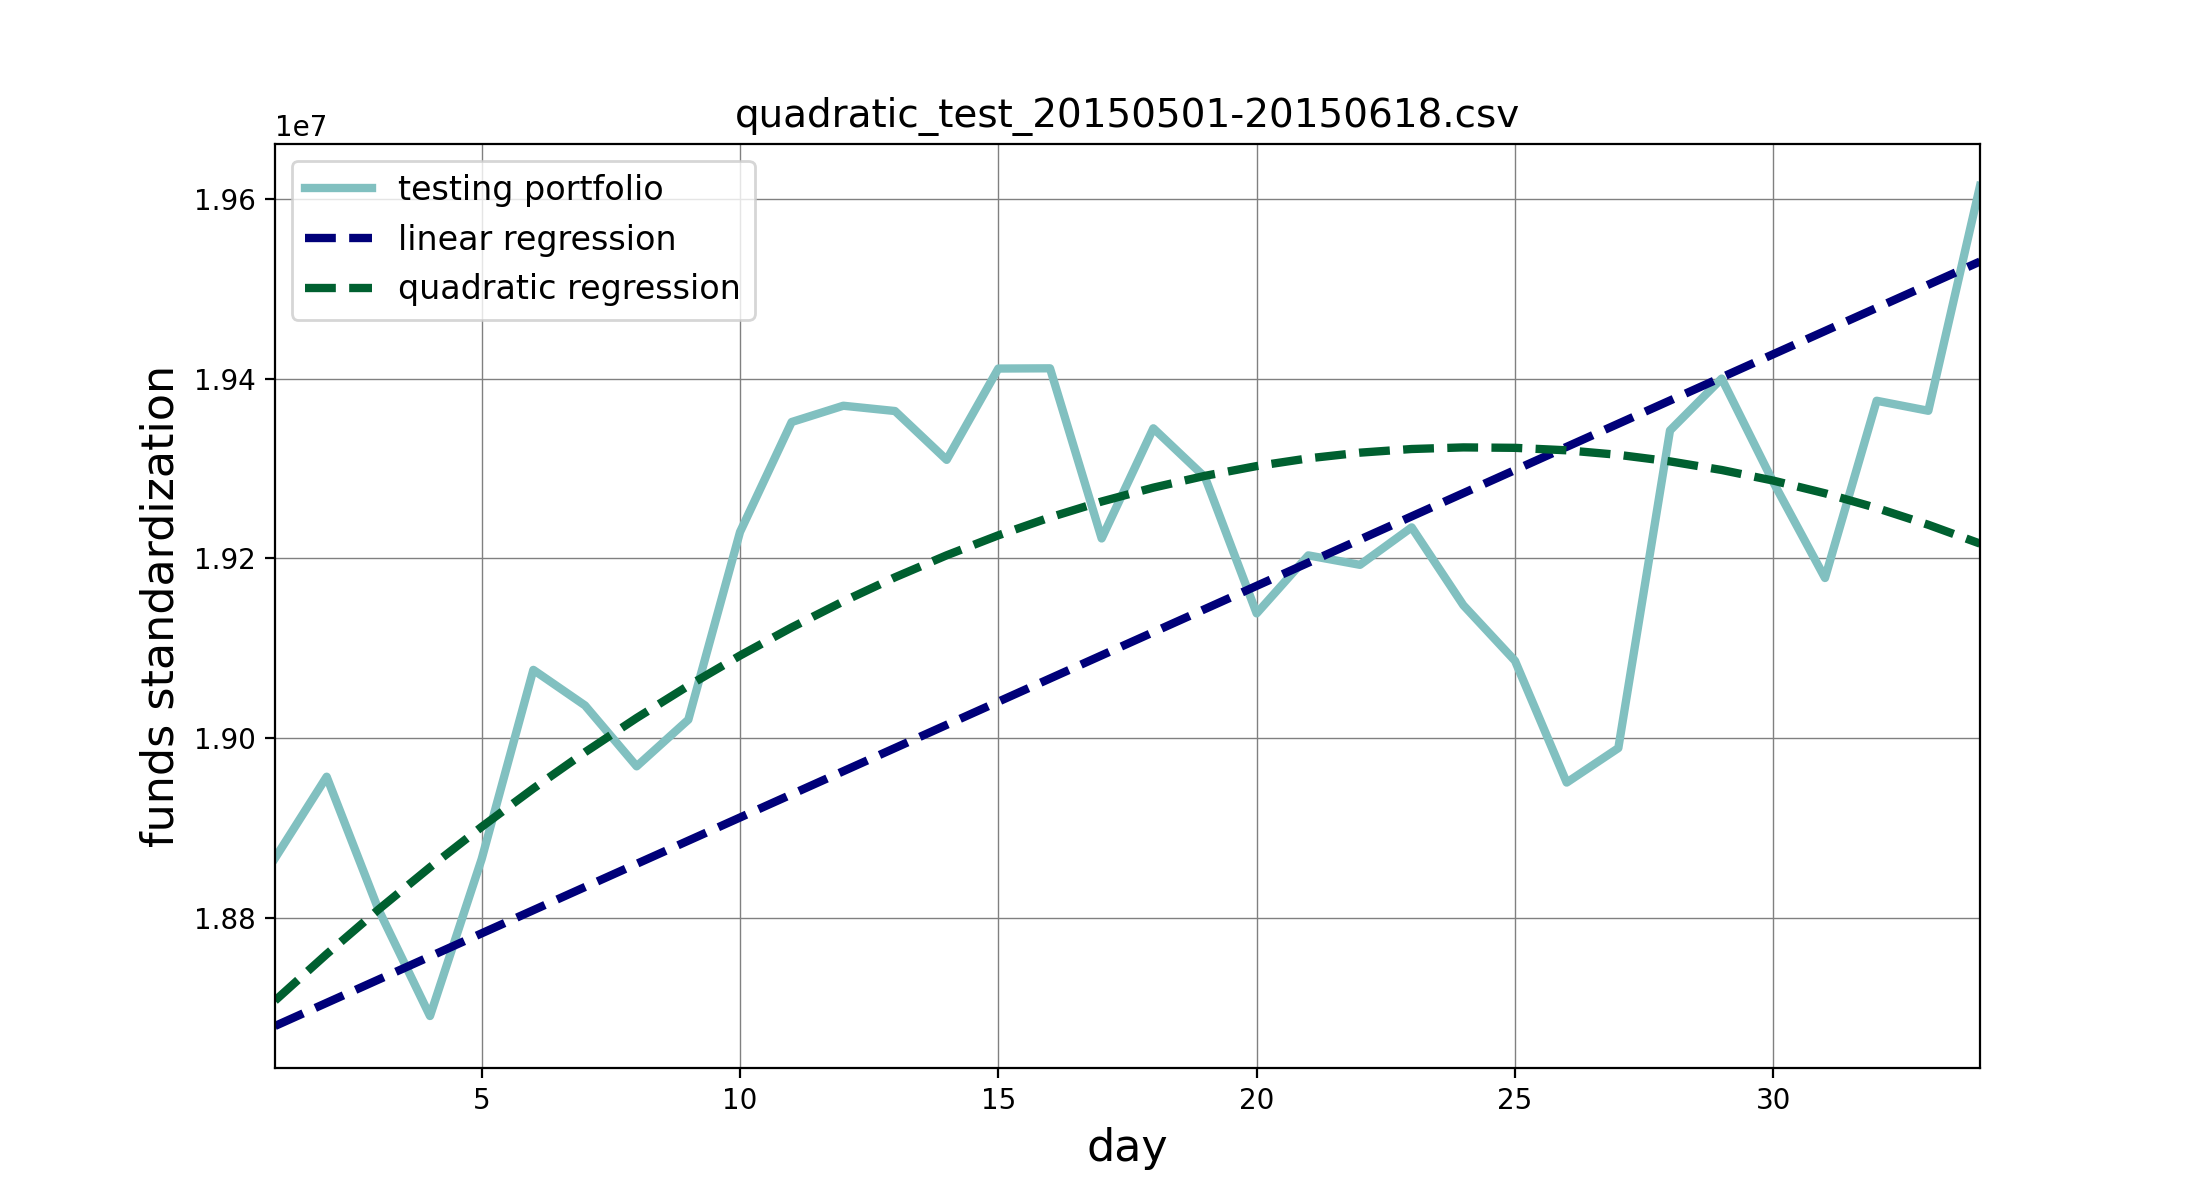 quadratic_test_20150501-20150618.csv
1e7
testing portfolio
linear regression
quadratic regression
1.96
1.94
1.92
1.90
1.88
funds standardization
5 10 15 20 25 30
day